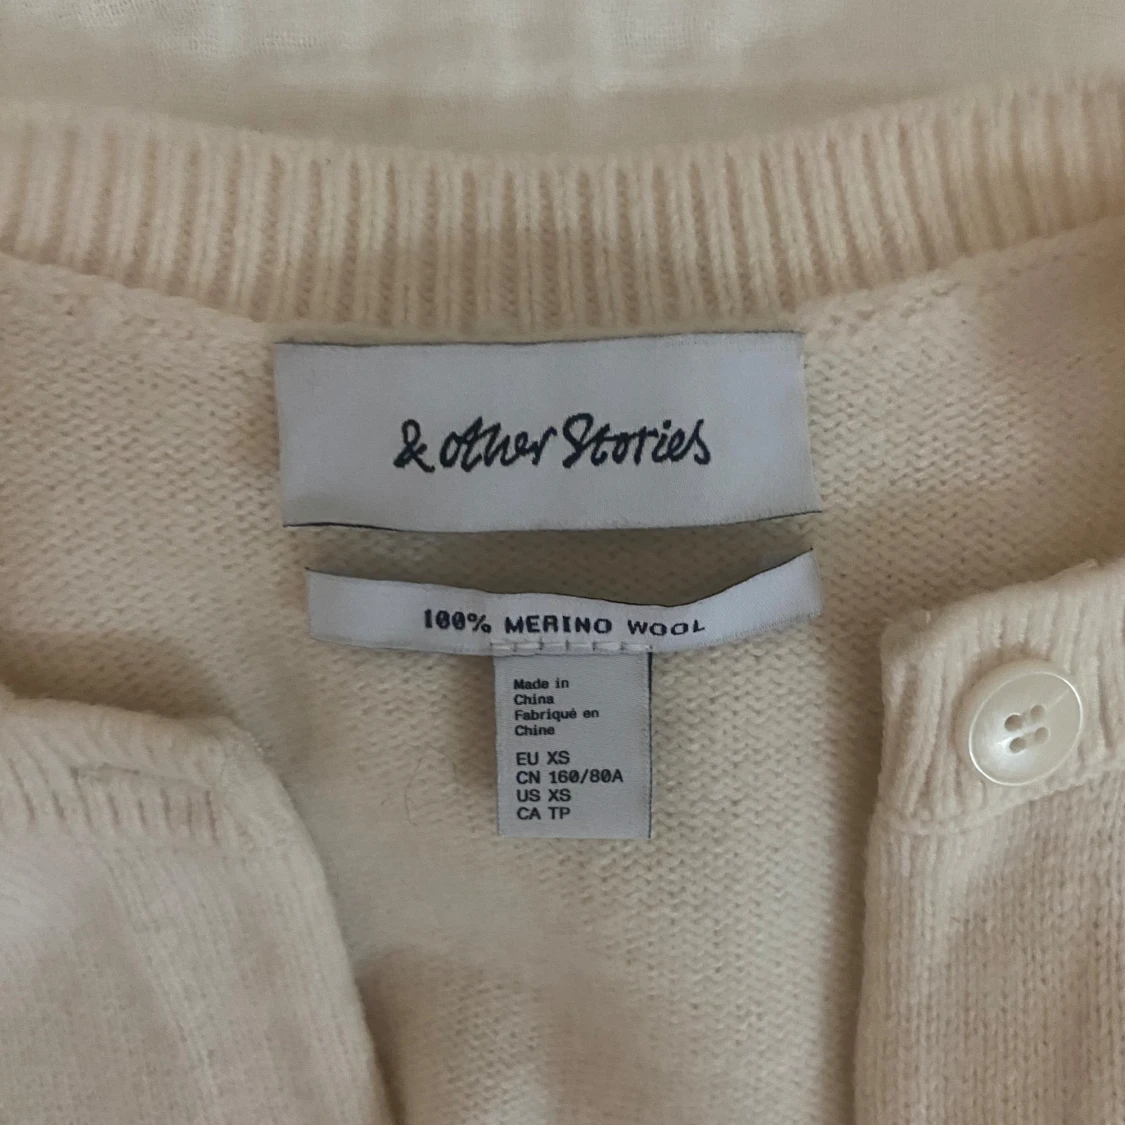 & other Stories
100% MERINO WOOL
Made in
China
Fabriqué en
Chine
EU XS
CN 160/80A
US XS
CA TP